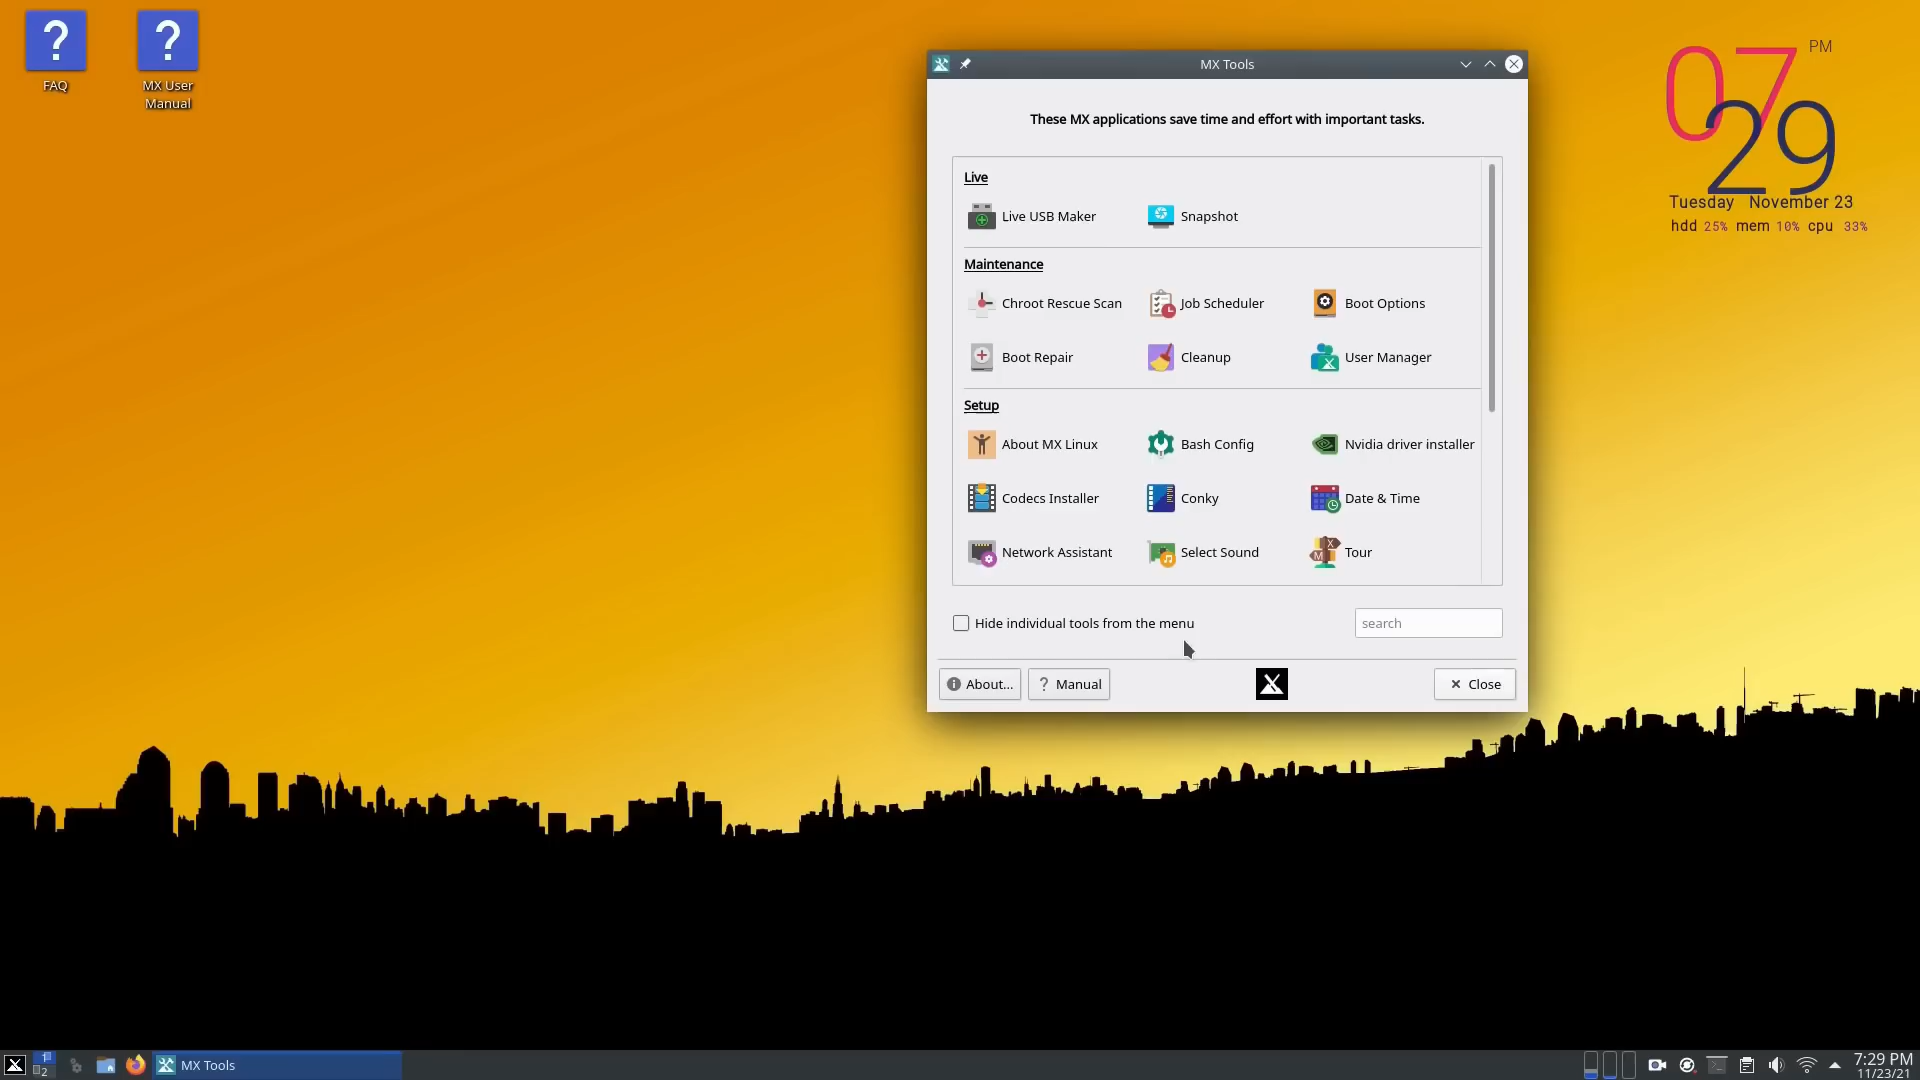 FAQ
MX User
Manual
MX Tools
These MX applications save time and effort with important tasks.
Live
Live USB Maker
Snapshot
Maintenance
Chroot Rescue Scan
Job Scheduler
Boot Options
Boot Repair
Cleanup
User Manager
Setup
About MX Linux
Bash Config
Nvidia driver installer
Codecs Installer
Conky
Date & Time
Network Assistant
Select Sound
Tour
Hide individual tools from the menu
search
About...
Manual
Close
07 PM
29
Tuesday November 23
hdd 25% mem 10% cpu 33%
1
2
MX Tools
7:29 PM
11/23/21